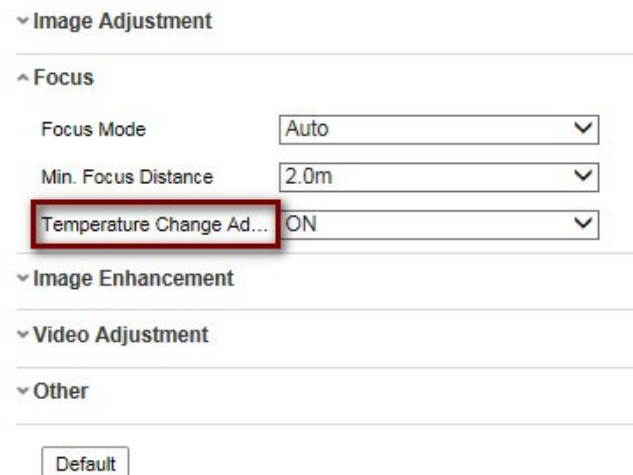 Image Adjustment
Focus
Focus Mode Auto
Min. Focus Distance 2.0m
Temperature Change Ad... ON
Image Enhancement
Video Adjustment
Other
Default